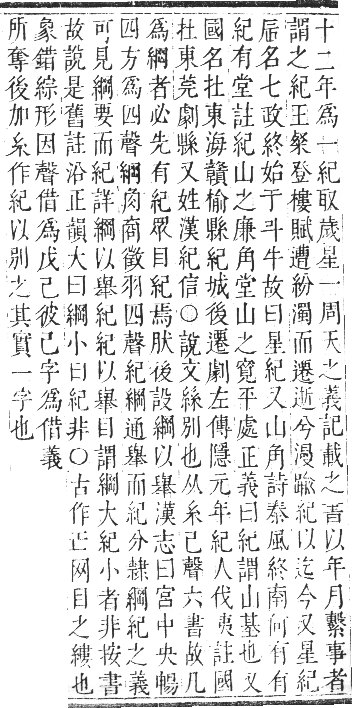 十二年爲一紀取歲星一周天之義記載之書以年月繫事者
謂之紀王粲登樓賦遭紛濁而遷逝兮漫踰紀以迄今又星紀
辰名七政終始于斗牛故曰星紀又山角詩秦風終南何有有
紀有堂註紀山之廉角堂山之寬平處正義曰紀謂山基也又
國名杜東海贛榆縣紀城後遷劇左傳隱元年紀人伐夷註國
杜東莞劇縣又姓漢紀信○說文絲別也从糸己聲六書故凡
爲綱者必先有紀眾目紀焉肰後設綱以舉漢志曰宮中央暢
四方爲四聲綱角商徵羽四聲紀綱通舉而紀分隷綱紀之義
可見綱要而紀詳綱以舉紀紀以舉目謂綱大紀小者非按書
故說是舊註沿正韻大曰綱小曰紀非○古作𠀐网目之縷也
象錯綜形因聲借爲戊己彼己字爲借義
所奪後加糸作紀以別之其實一字也